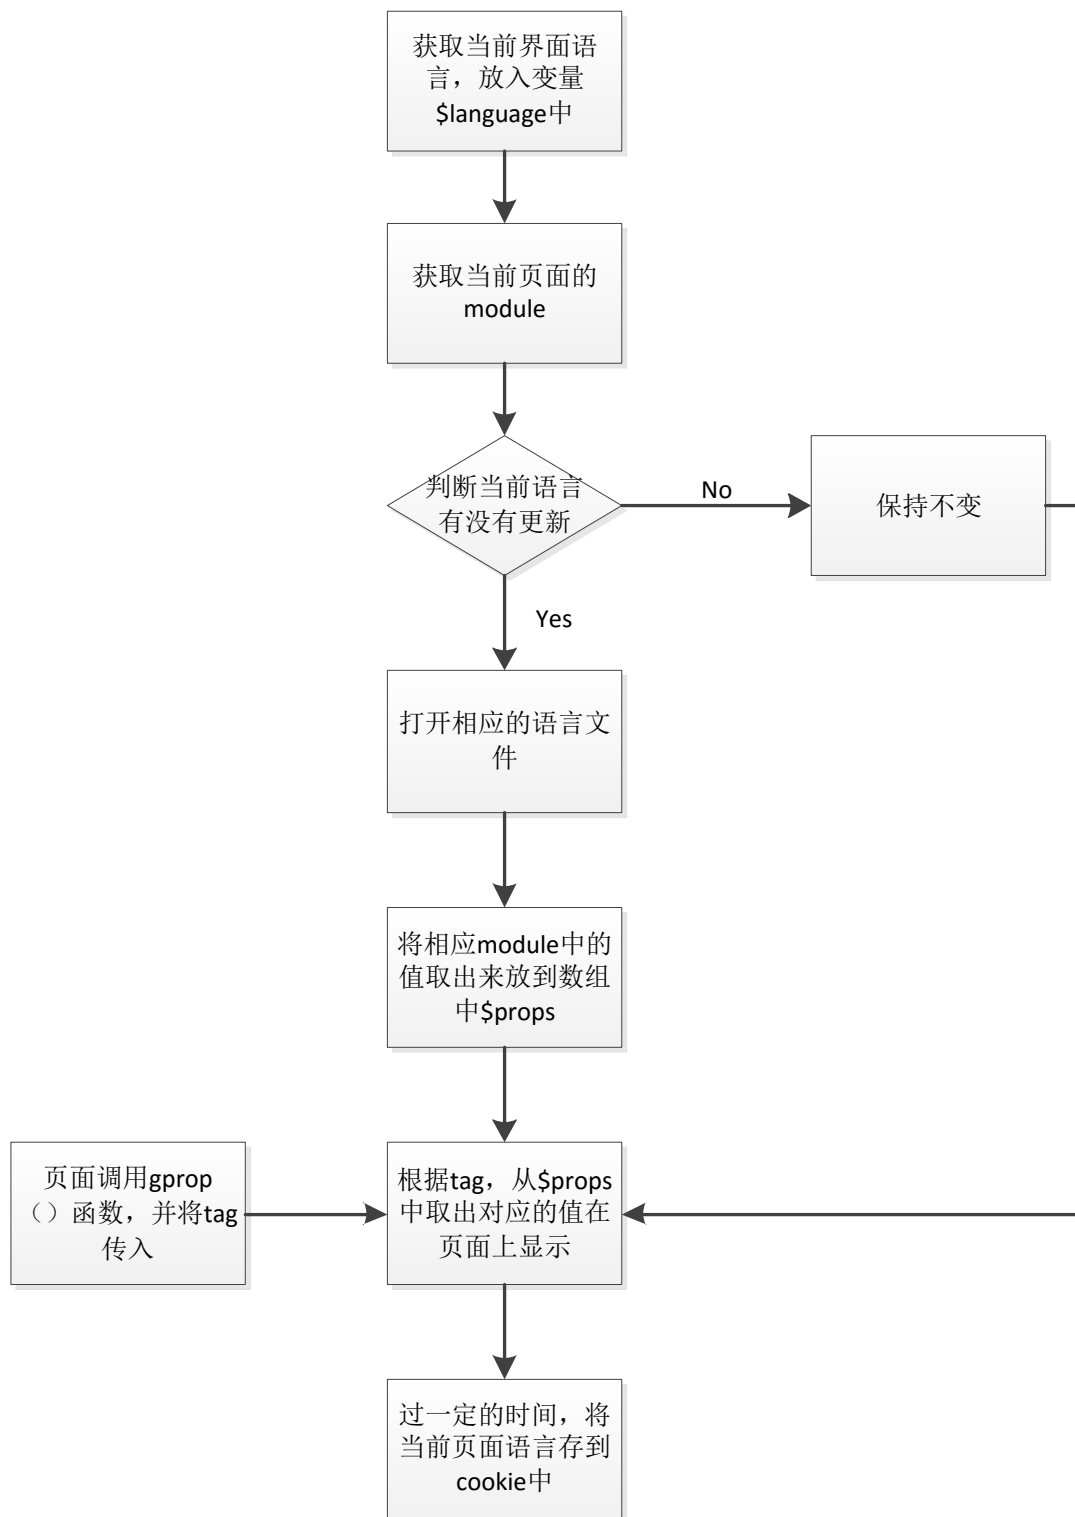 获取当前界面语
言，放入变量
$language中
获取当前页面的
module
判断当前语言
有没有更新
No
保持不变
Yes
打开相应的语言文
件
将相应module中的
值取出来放到数组
中$props
页面调用gprop
（）函数，并将tag
传入
根据tag，从$props
中取出对应的值在
页面上显示
过一定的时间，将
当前页面语言存到
cookie中